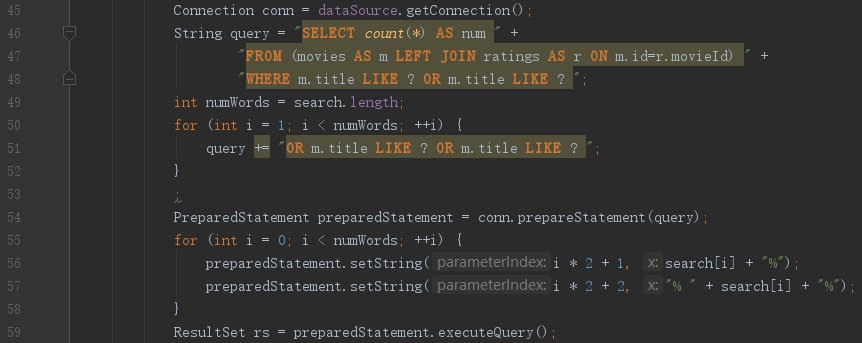 45 Connection conn = dataSource.getConnection();
46 String query = "SELECT count(*) AS num " +
47 "FROM (movies AS m LEFT JOIN ratings AS r ON m.id=r.movieId) " +
48 "WHERE m.title LIKE ? OR m.title LIKE ? ";
49 int numWords = search.length;
50 for (int i = 1; i < numWords; ++i) {
51 query += "OR m.title LIKE ? OR m.title LIKE ? ";
52 }
53 ;
54 PreparedStatement preparedStatement = conn.prepareStatement(query);
55 for (int i = 0; i < numWords; ++i) {
56 preparedStatement.setString( parameterIndex: i * 2 + 1, x: search[i] + "%");
57 preparedStatement.setString( parameterIndex: i * 2 + 2, x: "% " + search[i] + "%");
58 }
59 ResultSet rs = preparedStatement.executeQuery();